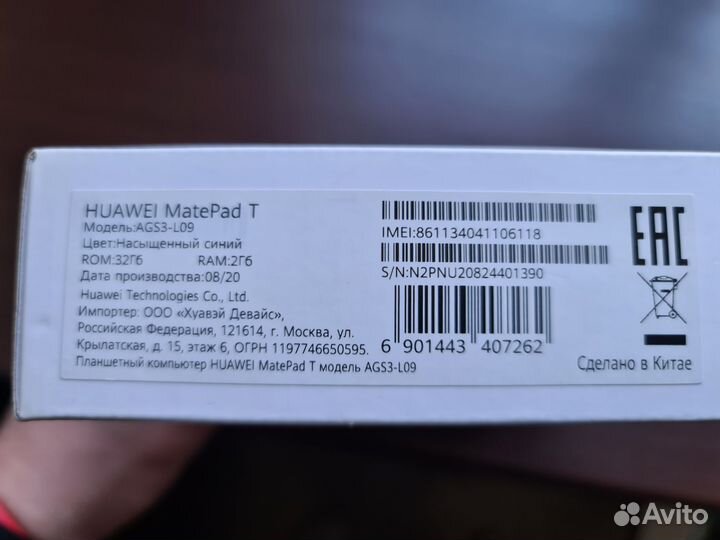 HUAWEI MatePad T
Модель:AGS3-L09
Цвет:Насыщенный синий
ROM:32Гб RAM:2Гб
Дата производства:08/20
Huawei Technologies Co., Ltd.
Импортер: ООО «Хуавэй Девайс»,
Российская Федерация, 121614, г. Москва, ул.
Крылатская, д. 15, этаж 6, ОГРН 1197746650595.
Планшетный компьютер HUAWEI MatePad T модель AGS3-L09
IMEI:861134041106118
S/N:N2PNU20824401390
6 901443 407262
EAC
Сделано в Китае
Avito